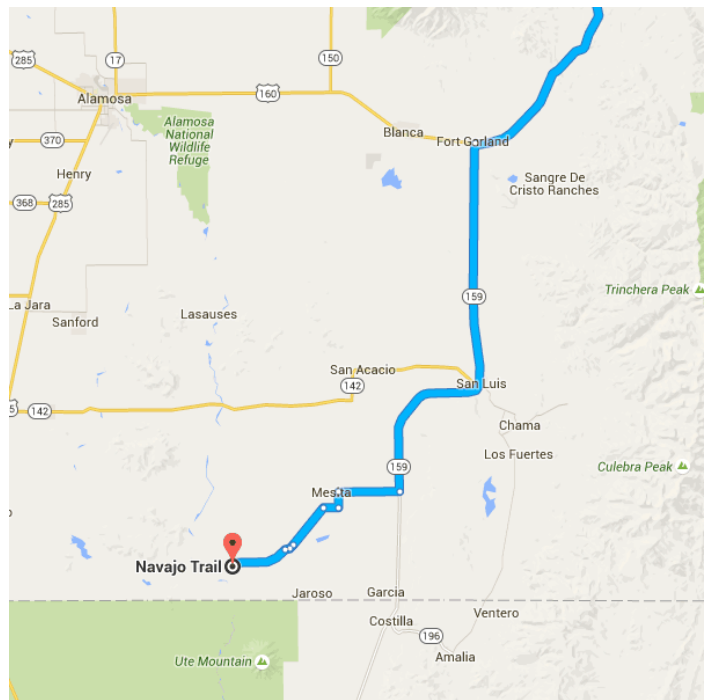 285
17
150
Alamosa
160
Alamosa
National
Wildlife
Refuge
Blanca
Fort Garland
370
Henry
Sangre De
Cristo Ranches
368
285
159
Trinchera Peak
La Jara
Sanford
Lasauses
San Acacio
142
San Luis
142
Chama
Los Fuertes
159
Culebra Peak
Mesita
Navajo Trail
Jaroso
Garcia
Costilla
Ventero
196
Amalia
Ute Mountain